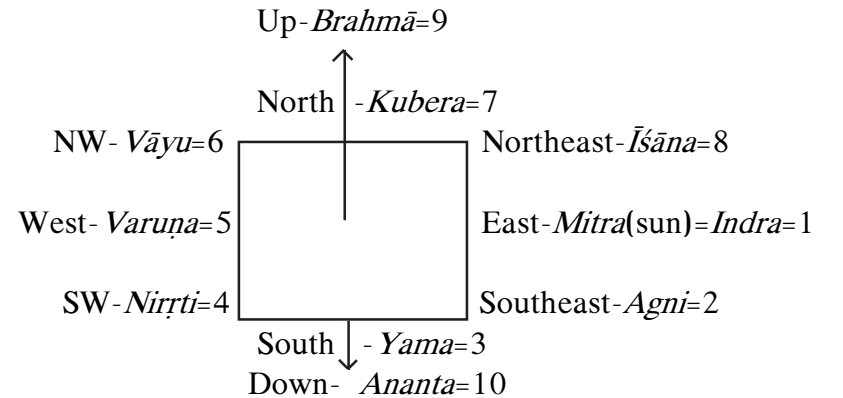 Up-Brahmā=9
North -Kubera=7
NW- Vāyu=6 Northeast-Īśāna=8
West- Varuṇa=5 East-Mitra(sun)=Indra=1
SW-Nirṛti=4 Southeast-Agni=2
South - Yama=3
Down- Ananta=10